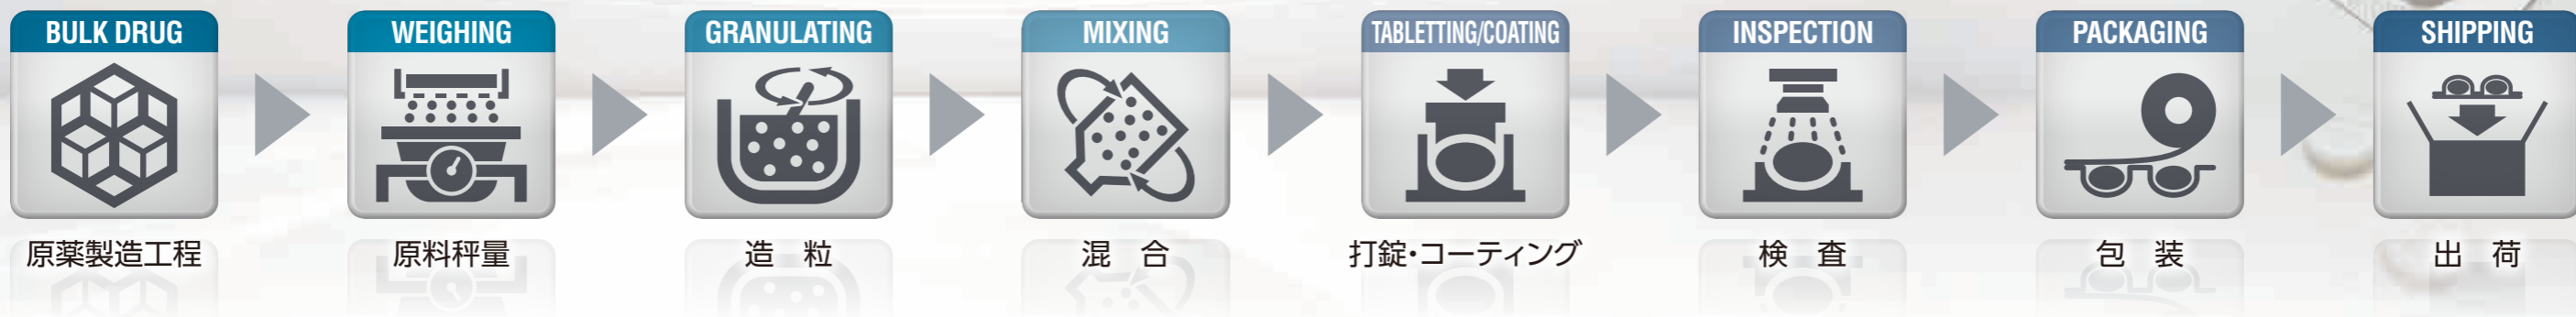 BULK DRUG
WEIGHING
GRANULATING
MIXING
TABLETTING/COATING
INSPECTION
PACKAGING
SHIPPING
原薬製造工程
原料秤量
造　粒
混　合
打錠・コーティング
検　査
包　装
出　荷